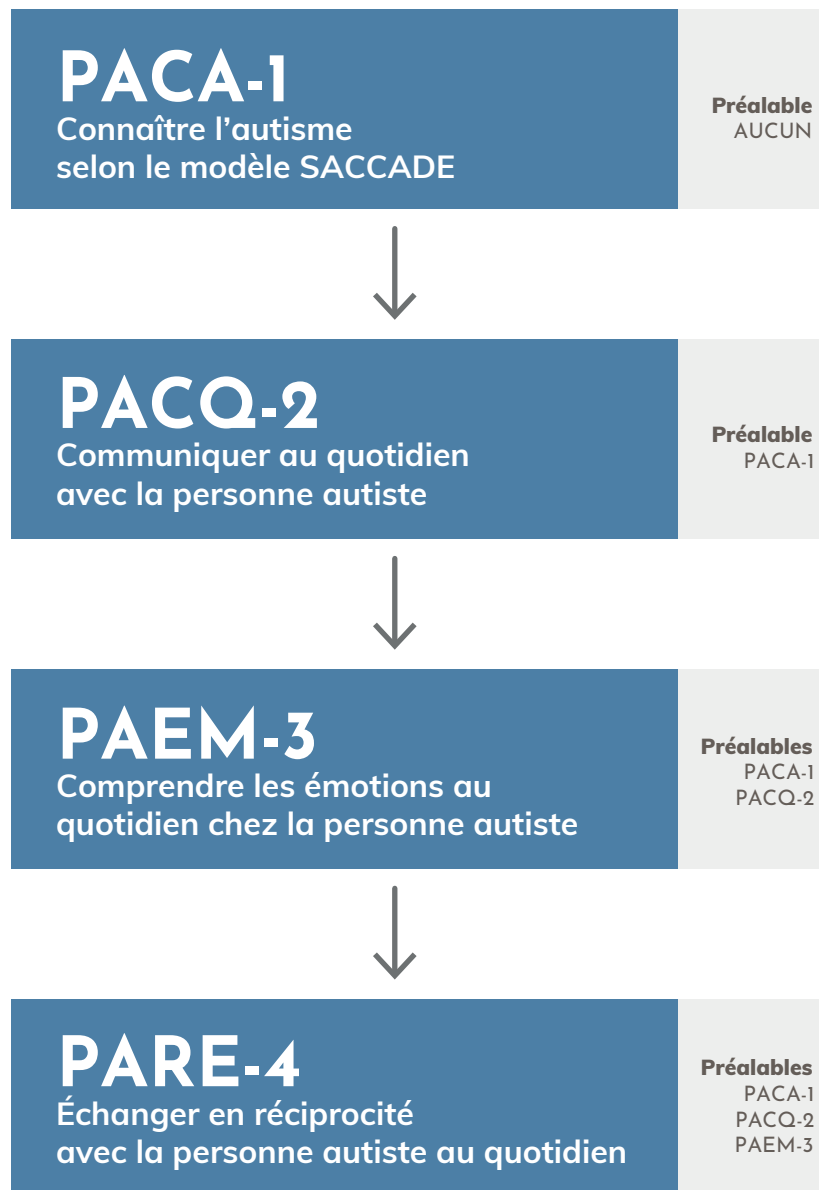 PACA-1
Connaître l'autisme
selon le modèle SACCADE
Préalable
AUCUN
PACQ-2
Communiquer au quotidien
avec la personne autiste
Préalable
PACA-1
PAEM-3
Comprendre les émotions au
quotidien chez la personne autiste
Préalables
PACA-1
PACQ-2
PARE-4
Échanger en réciprocité
avec la personne autiste au quotidien
Préalables
PACA-1
PACQ-2
PAEM-3